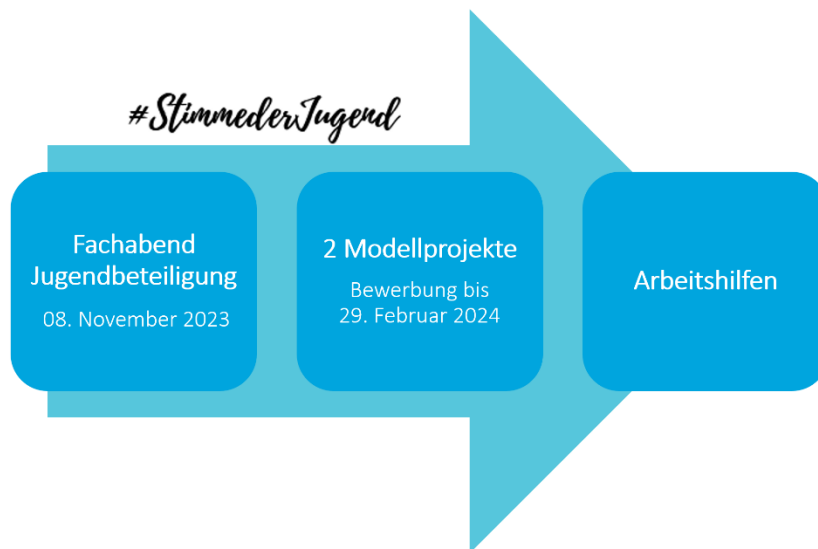 #StimmederJugend
Fachabend
Jugendbeteiligung
08. November 2023
2 Modellprojekte
Bewerbung bis
29. Februar 2024
Arbeitshilfen